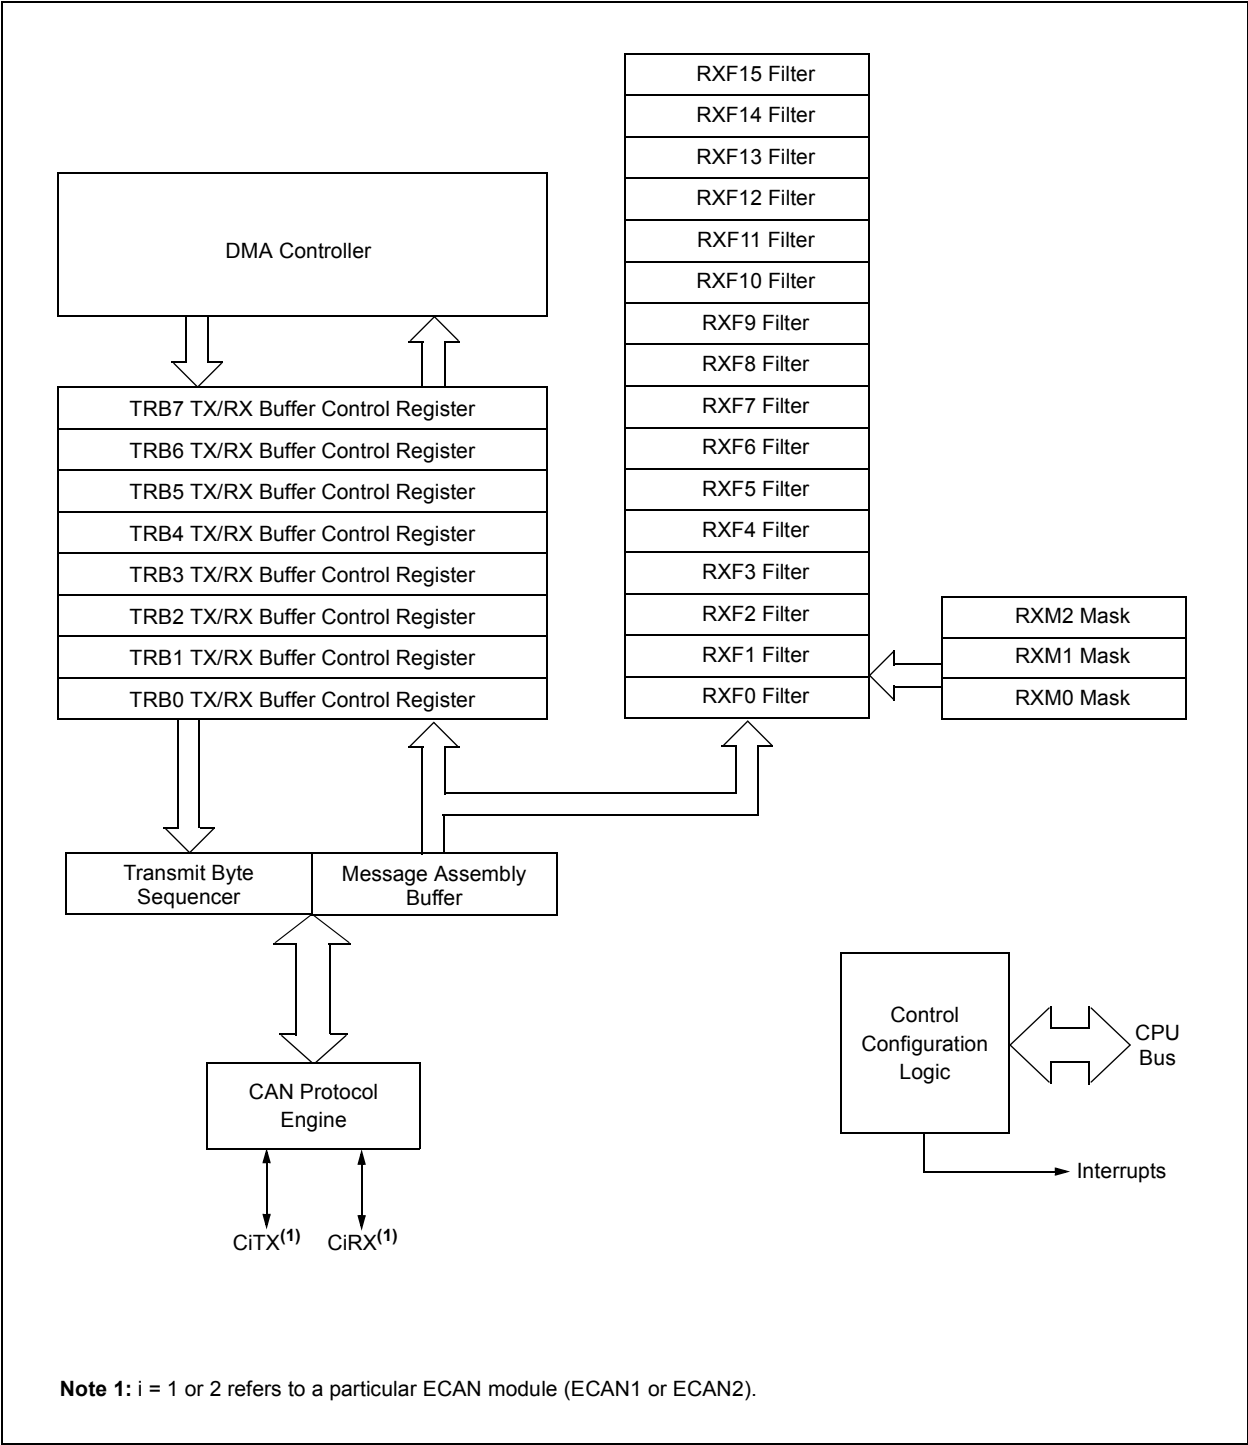 DMA Controller
TRB7 TX/RX Buffer Control Register
TRB6 TX/RX Buffer Control Register
TRB5 TX/RX Buffer Control Register
TRB4 TX/RX Buffer Control Register
TRB3 TX/RX Buffer Control Register
TRB2 TX/RX Buffer Control Register
TRB1 TX/RX Buffer Control Register
TRB0 TX/RX Buffer Control Register
RXF15 Filter
RXF14 Filter
RXF13 Filter
RXF12 Filter
RXF11 Filter
RXF10 Filter
RXF9 Filter
RXF8 Filter
RXF7 Filter
RXF6 Filter
RXF5 Filter
RXF4 Filter
RXF3 Filter
RXF2 Filter
RXF1 Filter
RXF0 Filter
RXM2 Mask
RXM1 Mask
RXM0 Mask
Transmit Byte
Sequencer
Message Assembly
Buffer
CAN Protocol
Engine
CiTX(1)
CiRX(1)
Control
Configuration
Logic
CPU
Bus
Interrupts
Note 1: i = 1 or 2 refers to a particular ECAN module (ECAN1 or ECAN2).